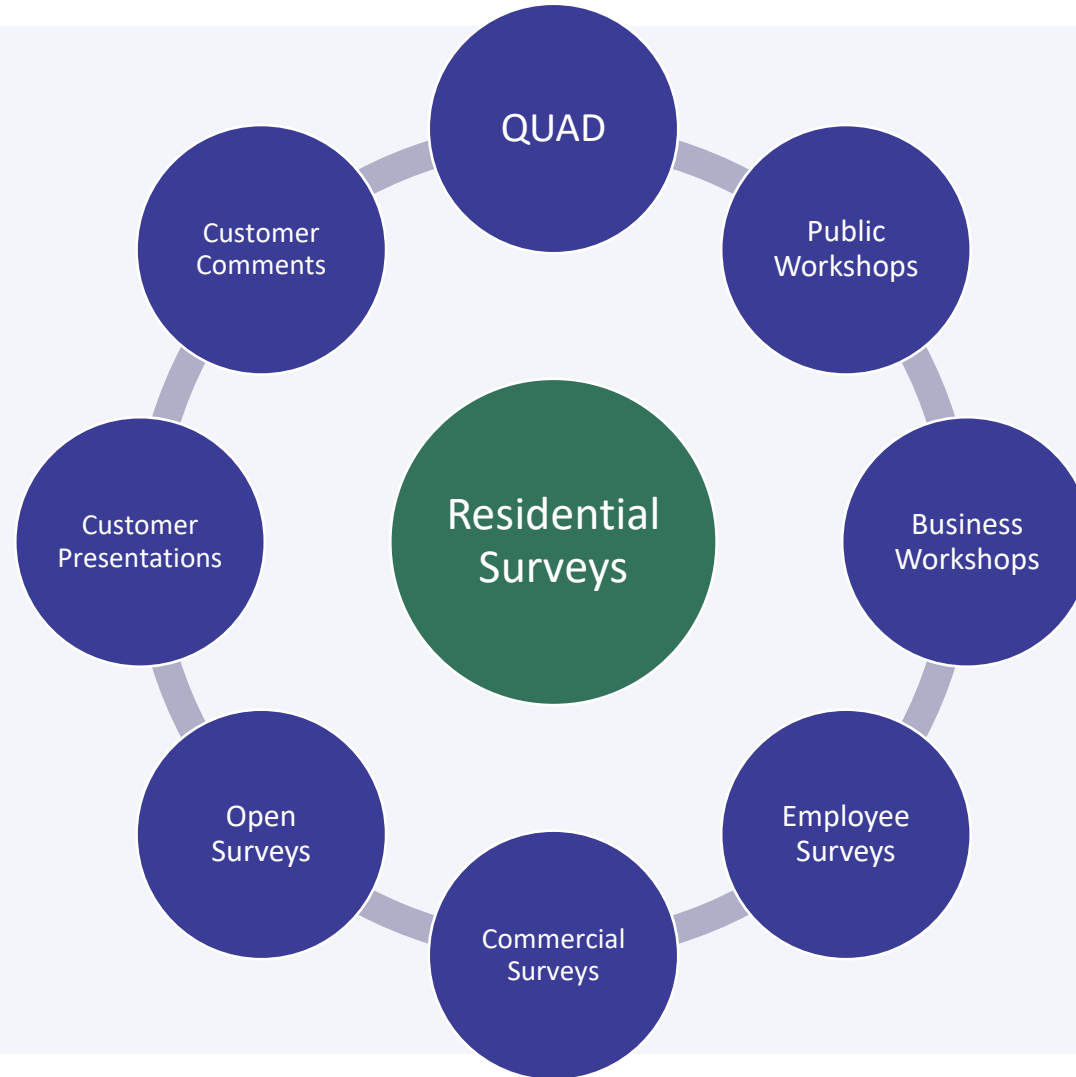 QUAD
Public
Workshops
Business
Workshops
Employee
Surveys
Commercial
Surveys
Open
Surveys
Customer
Presentations
Customer
Comments
Residential
Surveys